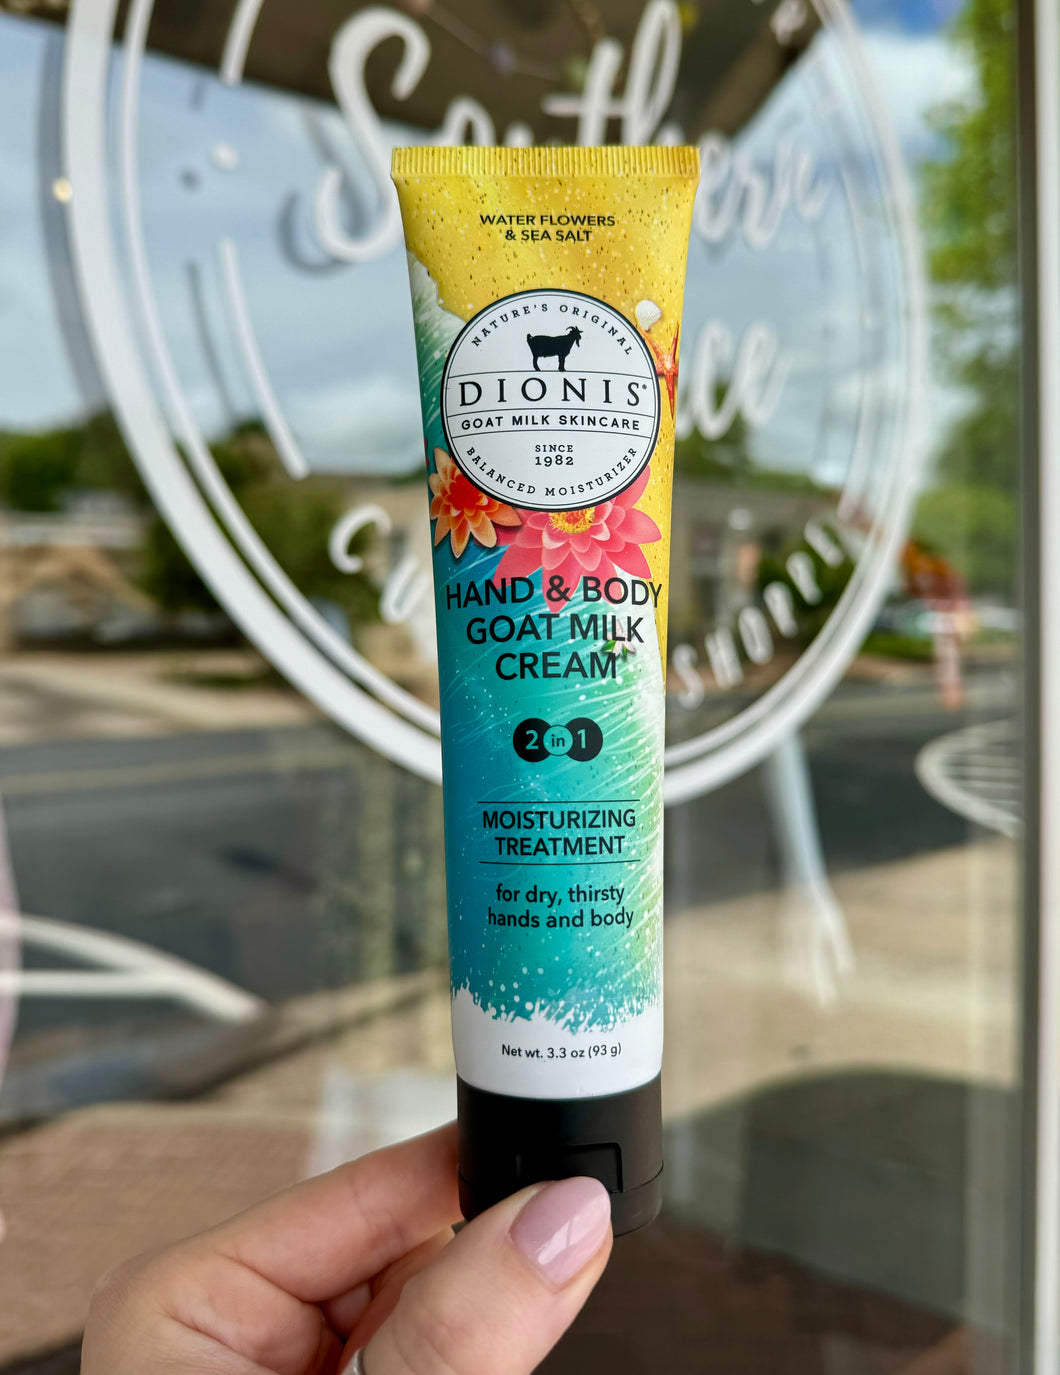 Southern
WATER FLOWERS
& SEA SALT
NATURE'S ORIGINAL
DIONIS®
GOAT MILK SKINCARE
SINCE
1982
BALANCED MOISTURIZER
HAND & BODY
GOAT MILK
CREAM
2 in 1
MOISTURIZING
TREATMENT
for dry, thirsty
hands and body
Net wt. 3.3 oz (93 g)